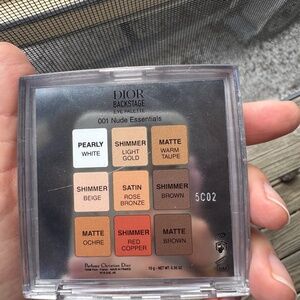 DIOR
BACKSTAGE
EYE PALETTE
001 Nude Essentials
PEARLY
WHITE
SHIMMER
LIGHT
GOLD
MATTE
WARM
TAUPE
SHIMMER
BEIGE
SATIN
ROSE
BRONZE
SHIMMER
BROWN
5C02
MATTE
OCHRE
SHIMMER
RED
COPPER
MATTE
BROWN
Parfums Christian Dior